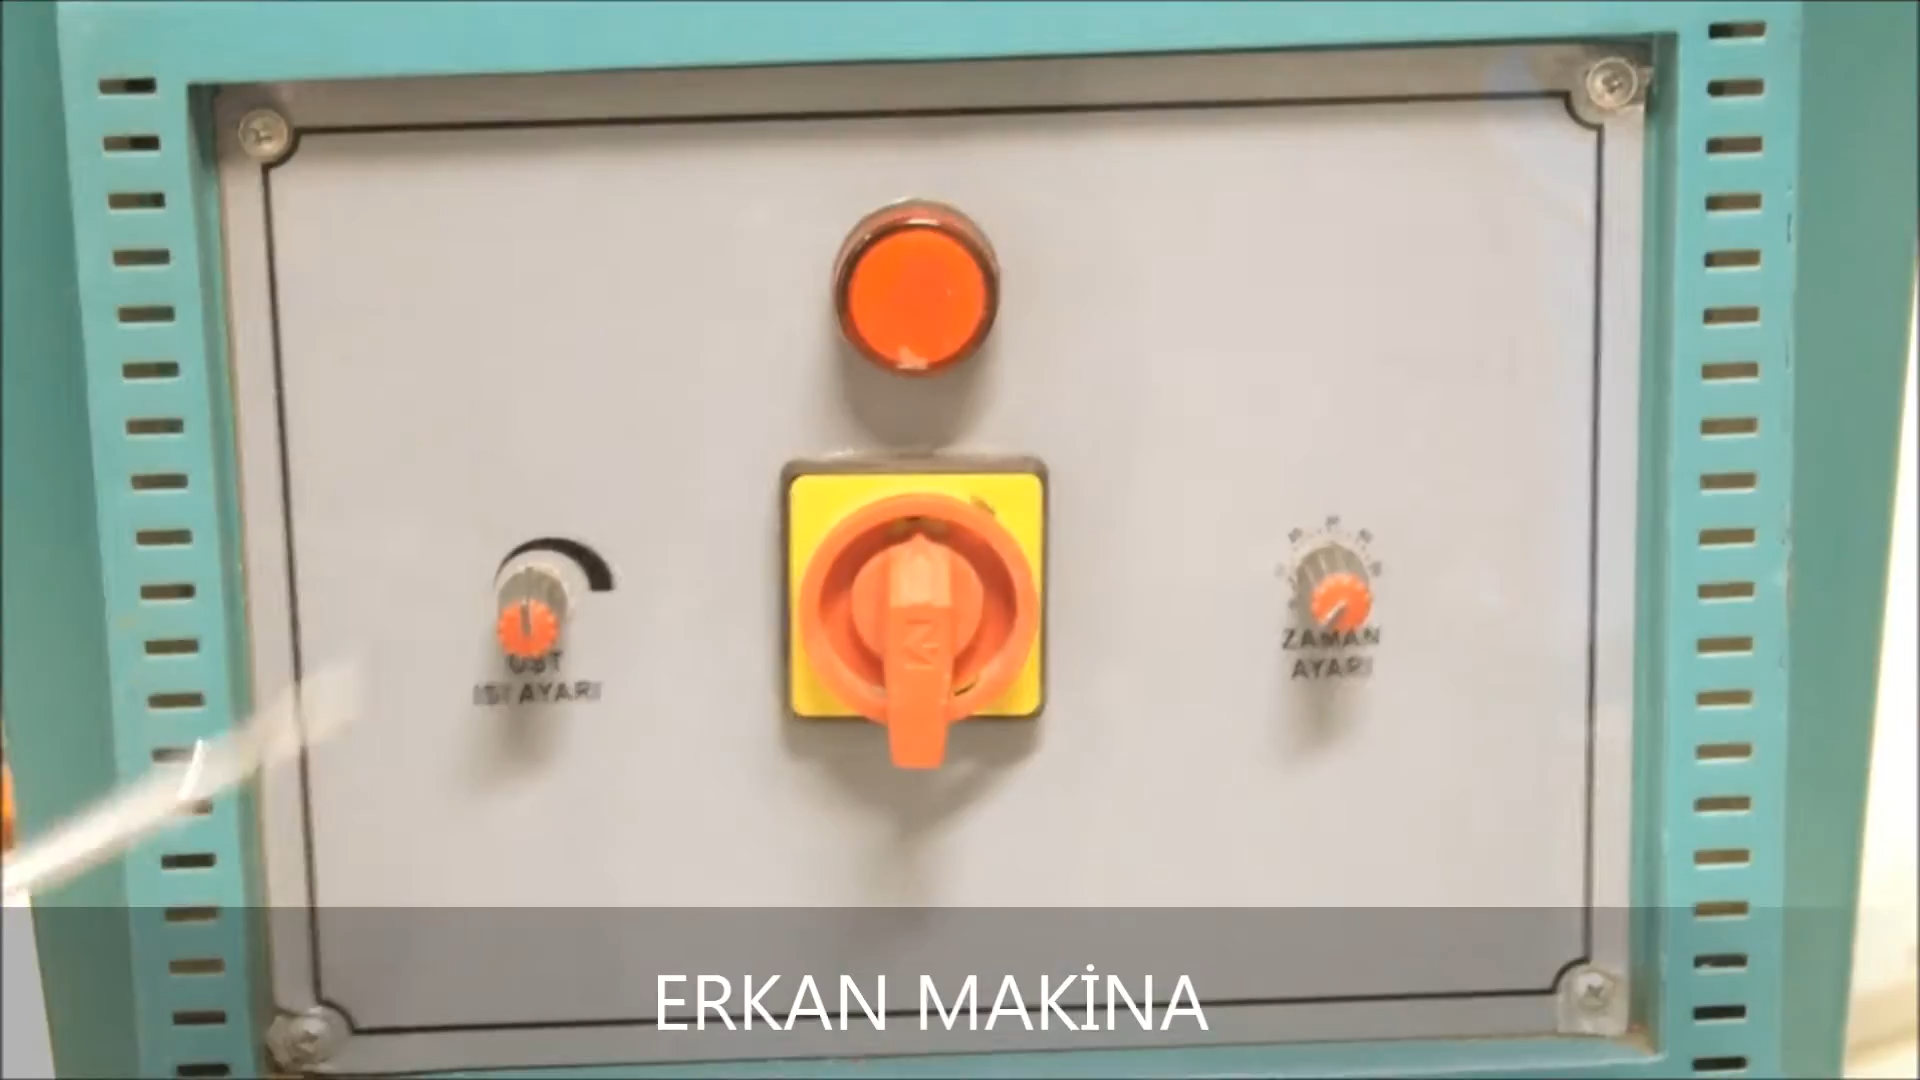 ÜST
ISI AYARI
ZAMAN
AYARI
ERKAN MAKİNA